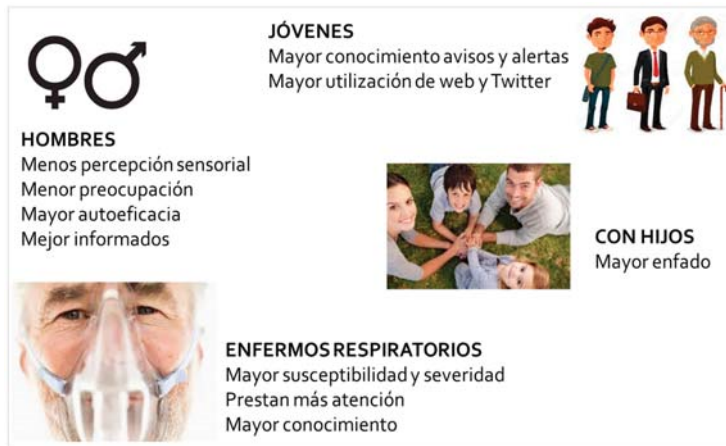 JÓVENES
Mayor conocimiento avisos y alertas
Mayor utilización de web y Twitter
HOMBRES
Menos percepción sensorial
Menor preocupación
Mayor autoeficacia
Mejor informados
CON HIJOS
Mayor enfado
ENFERMOS RESPIRATORIOS
Mayor susceptibilidad y severidad
Prestan más atención
Mayor conocimiento